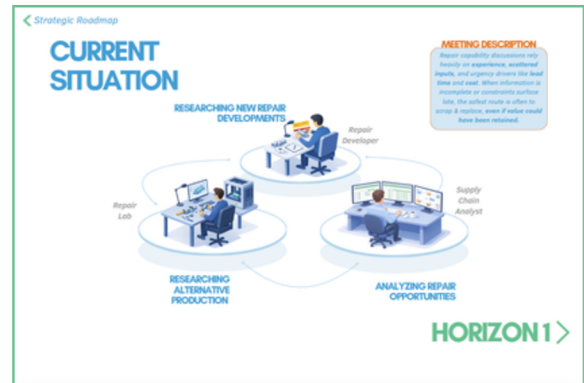 Strategic Roadmap
CURRENT
SITUATION
MEETING DESCRIPTION
Repair capability discussions rely
heavily on experience, scattered
inputs, and urgency drivers like lead
time and cost. When information is
incomplete or constraints surface
late, the safest route is often to
scrap & replace, even if value could
have been retained.
RESEARCHING NEW REPAIR
DEVELOPMENTS
Repair
Developer
Repair
Lab
Supply
Chain
Analyst
RESEARCHING
ALTERNATIVE
PRODUCTION
ANALYZING REPAIR
OPPORTUNITIES
HORIZON 1